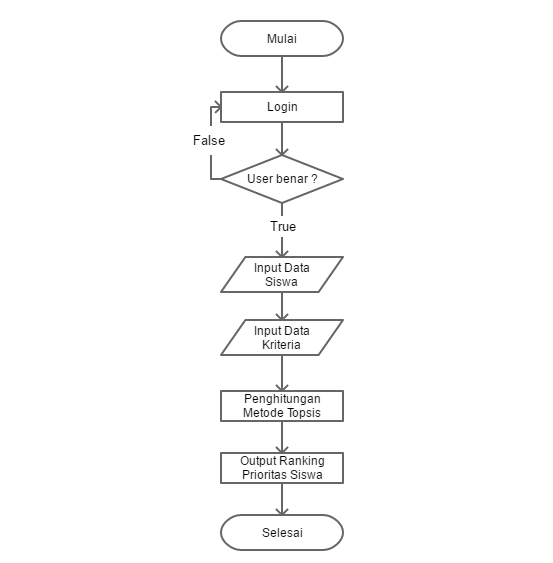 Mulai
Login
False
User benar ?
True
Input Data
Siswa
Input Data
Kriteria
Penghitungan
Metode Topsis
Output Ranking
Prioritas Siswa
Selesai